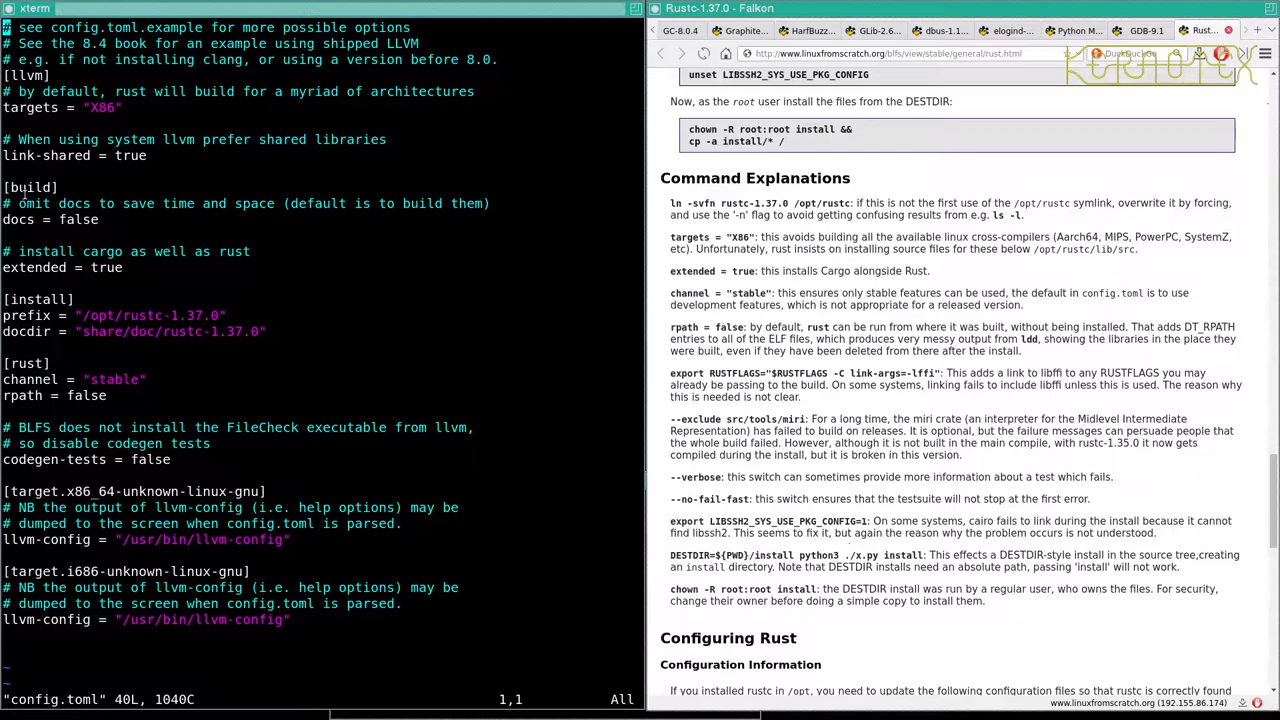 xterm
# see config.toml.example for more possible options
# See the 8.4 book for an example using shipped LLVM
# e.g. if not installing clang, or using a version before 8.0.
[llvm]
# by default, rust will build for a myriad of architectures
targets = "X86"
# When using system llvm prefer shared libraries
link-shared = true
[build]
# omit docs to save time and space (default is to build them)
docs = false
# install cargo as well as rust
extended = true
[install]
prefix = "/opt/rustc-1.37.0"
docdir = "share/doc/rustc-1.37.0"
[rust]
channel = "stable"
rpath = false
# BLFS does not install the FileCheck executable from llvm,
# so disable codegen tests
codegen-tests = false
[target.x86_64-unknown-linux-gnu]
# NB the output of llvm-config (i.e. help options) may be
# dumped to the screen when config.toml is parsed.
llvm-config = "/usr/bin/llvm-config"
[target.i686-unknown-linux-gnu]
# NB the output of llvm-config (i.e. help options) may be
# dumped to the screen when config.toml is parsed.
llvm-config = "/usr/bin/llvm-config"
~
~
"config.toml" 40L, 1040C 1,1 All
Rustc-1.37.0 - Falkon
GC-8.0.4 Graphite... HarfBuzz... GLib-2.6... dbus-1.1... elogind-... Python M... GDB-9.1 Rust...
http://www.linuxfromscratch.org/blfs/view/stable/general/rust.html DuckDuckGo
unset LIBSSH2_SYS_USE_PKG_CONFIG
Now, as the root user install the files from the DESTDIR:
chown -R root:root install &&
cp -a install/* /
Command Explanations
ln -svfn rustc-1.37.0 /opt/rustc: if this is not the first use of the /opt/rustc symlink, overwrite it by forcing,
and use the '-n' flag to avoid getting confusing results from e.g. ls -l.
targets = "X86": this avoids building all the available linux cross-compilers (Aarch64, MIPS, PowerPC, SystemZ,
etc). Unfortunately, rust insists on installing source files for these below /opt/rustc/lib/src.
extended = true: this installs Cargo alongside Rust.
channel = "stable": this ensures only stable features can be used, the default in config.toml is to use
development features, which is not appropriate for a released version.
rpath = false: by default, rust can be run from where it was built, without being installed. That adds DT_RPATH
entries to all of the ELF files, which produces very messy output from ldd, showing the libraries in the place they
were built, even if they have been deleted from there after the install.
export RUSTFLAGS="$RUSTFLAGS -C link-args=-lffi": This adds a link to libffi to any RUSTFLAGS you may
already be passing to the build. On some systems, linking fails to include libffi unless this is used. The reason why
this is needed is not clear.
--exclude src/tools/miri: For a long time, the miri crate (an interpreter for the Midlevel Intermediate
Representation) has failed to build on releases. It is optional, but the failure messages can persuade people that
the whole build failed. However, although it is not built in the main compile, with rustc-1.35.0 it now gets
compiled during the install, but it is broken in this version.
--verbose: this switch can sometimes provide more information about a test which fails.
--no-fail-fast: this switch ensures that the testsuite will not stop at the first error.
export LIBSSH2_SYS_USE_PKG_CONFIG=1: On some systems, cairo fails to link during the install because it cannot
find libssh2. This seems to fix it, but again the reason why the problem occurs is not understood.
DESTDIR=${PWD}/install python3 ./x.py install: This effects a DESTDIR-style install in the source tree,creating
an install directory. Note that DESTDIR installs need an absolute path, passing 'install' will not work.
chown -R root:root install: the DESTDIR install was run by a regular user, who owns the files. For security,
change their owner before doing a simple copy to install them.
Configuring Rust
Configuration Information
If you installed rustc in /opt, you need to update the following configuration files so that rustc is correctly found
www.linuxfromscratch.org (192.155.86.174)